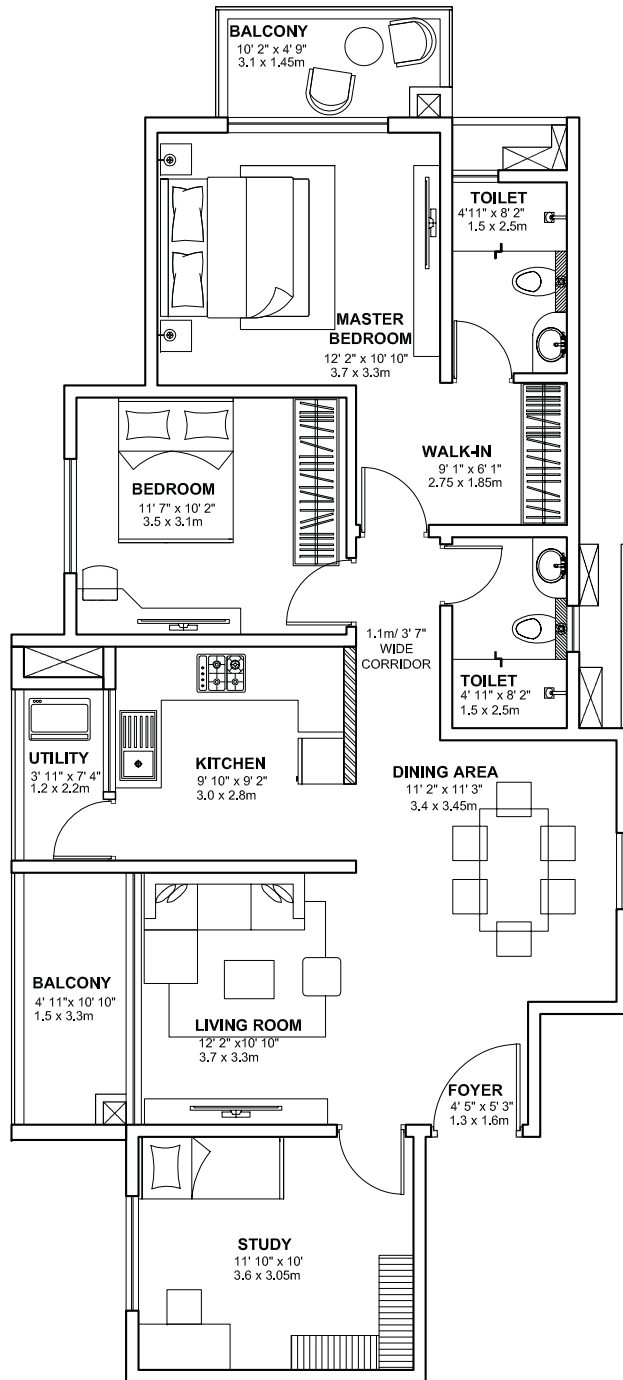 BALCONY
10' 2" x 4' 9"
3.1 x 1.45m
TOILET
4'11" x 8' 2"
1.5 x 2.5m
MASTER
BEDROOM
12' 2" x 10' 10"
3.7 x 3.3m
WALK-IN
9' 1" x 6' 1"
2.75 x 1.85m
BEDROOM
11' 7" x 10' 2"
3.5 x 3.1m
1.1m/ 3' 7"
WIDE
CORRIDOR
TOILET
4' 11" x 8' 2"
1.5 x 2.5m
UTILITY
3' 11" x 7' 4"
1.2 x 2.2m
KITCHEN
9' 10" x 9' 2"
3.0 x 2.8m
DINING AREA
11' 2" x 11' 3"
3.4 x 3.45m
BALCONY
4' 11"x 10' 10"
1.5 x 3.3m
LIVING ROOM
12' 2" x10' 10"
3.7 x 3.3m
FOYER
4' 5" x 5' 3"
1.3 x 1.6m
STUDY
11' 10" x 10'
3.6 x 3.05m